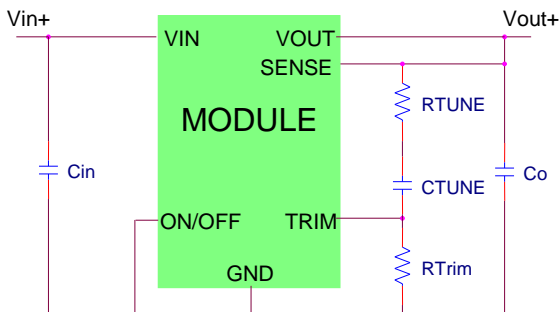 Vin+
Vout+
VIN
VOUT
SENSE
RTUNE
MODULE
Cin
CTUNE
Co
ON/OFF
TRIM
GND
RTrim